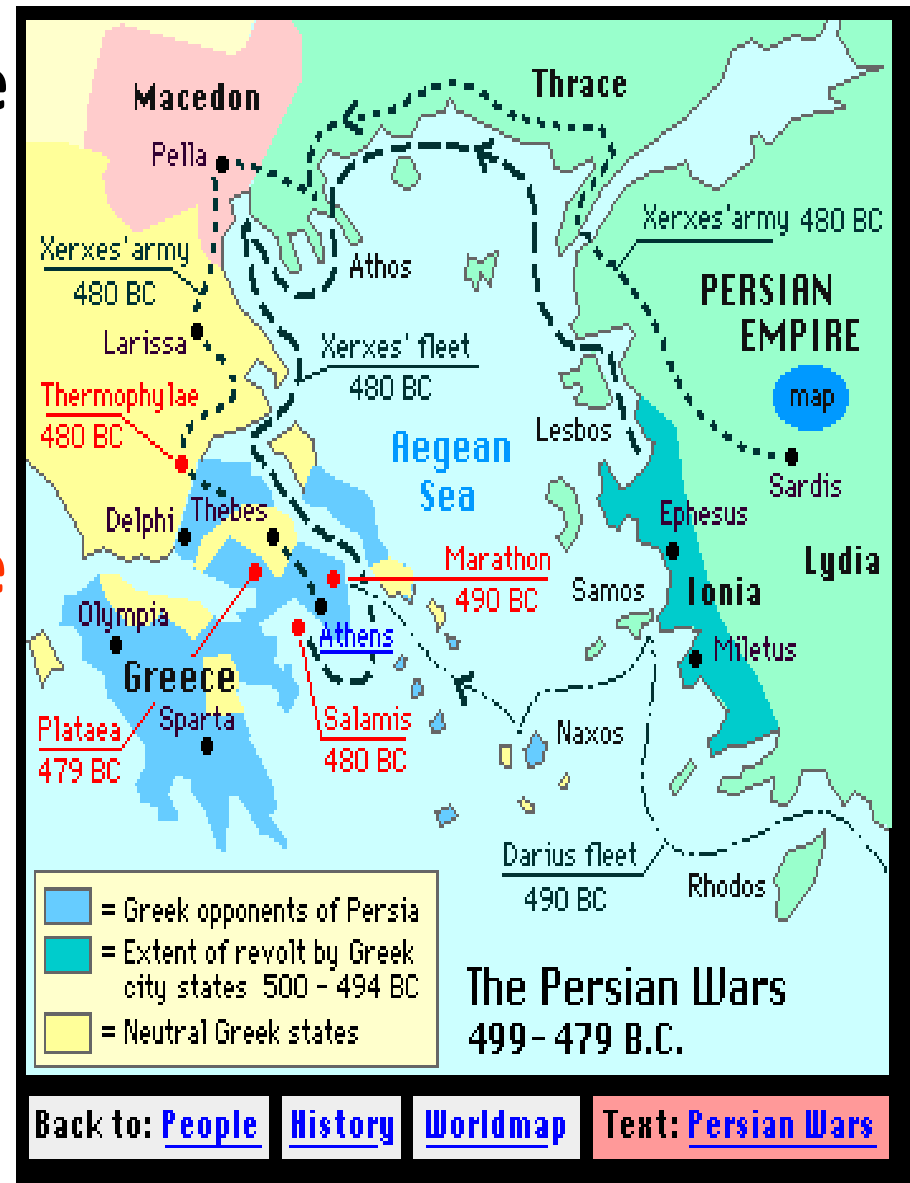 e
Thrace
Macedon
Pella
Xerxes' army 480 BC
Xerxes' army
480 BC
Athos
PERSIAN
EMPIRE
Larissa
Xerxes' fleet
480 BC
map
Thermophylae
480 BC
Lesbos
Aegean
Sea
Sardis
Delphi
Thebes
Ephesus
e
Marathon
490 BC
Lydia
Samos
Ionia
Olympia
Athens
Miletus
Greece
Plataea
479 BC
Sparta
Salamis
480 BC
Naxos
Darius fleet
490 BC
Rhodos
= Greek opponents of Persia
= Extent of revolt by Greek
city states 500 - 494 BC
= Neutral Greek states
The Persian Wars
499 - 479 B.C.
Back to: People History Worldmap Text: Persian Wars